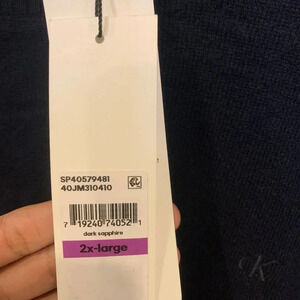 SP40579481
40JM310410
7 19240 74052 1
dark sapphire
2x-large